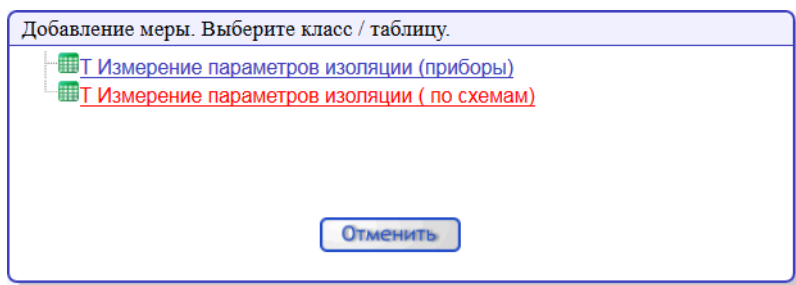 Добавление меры. Выберите класс / таблицу.
Т Измерение параметров изоляции (приборы)
Т Измерение параметров изоляции ( по схемам)
Отменить